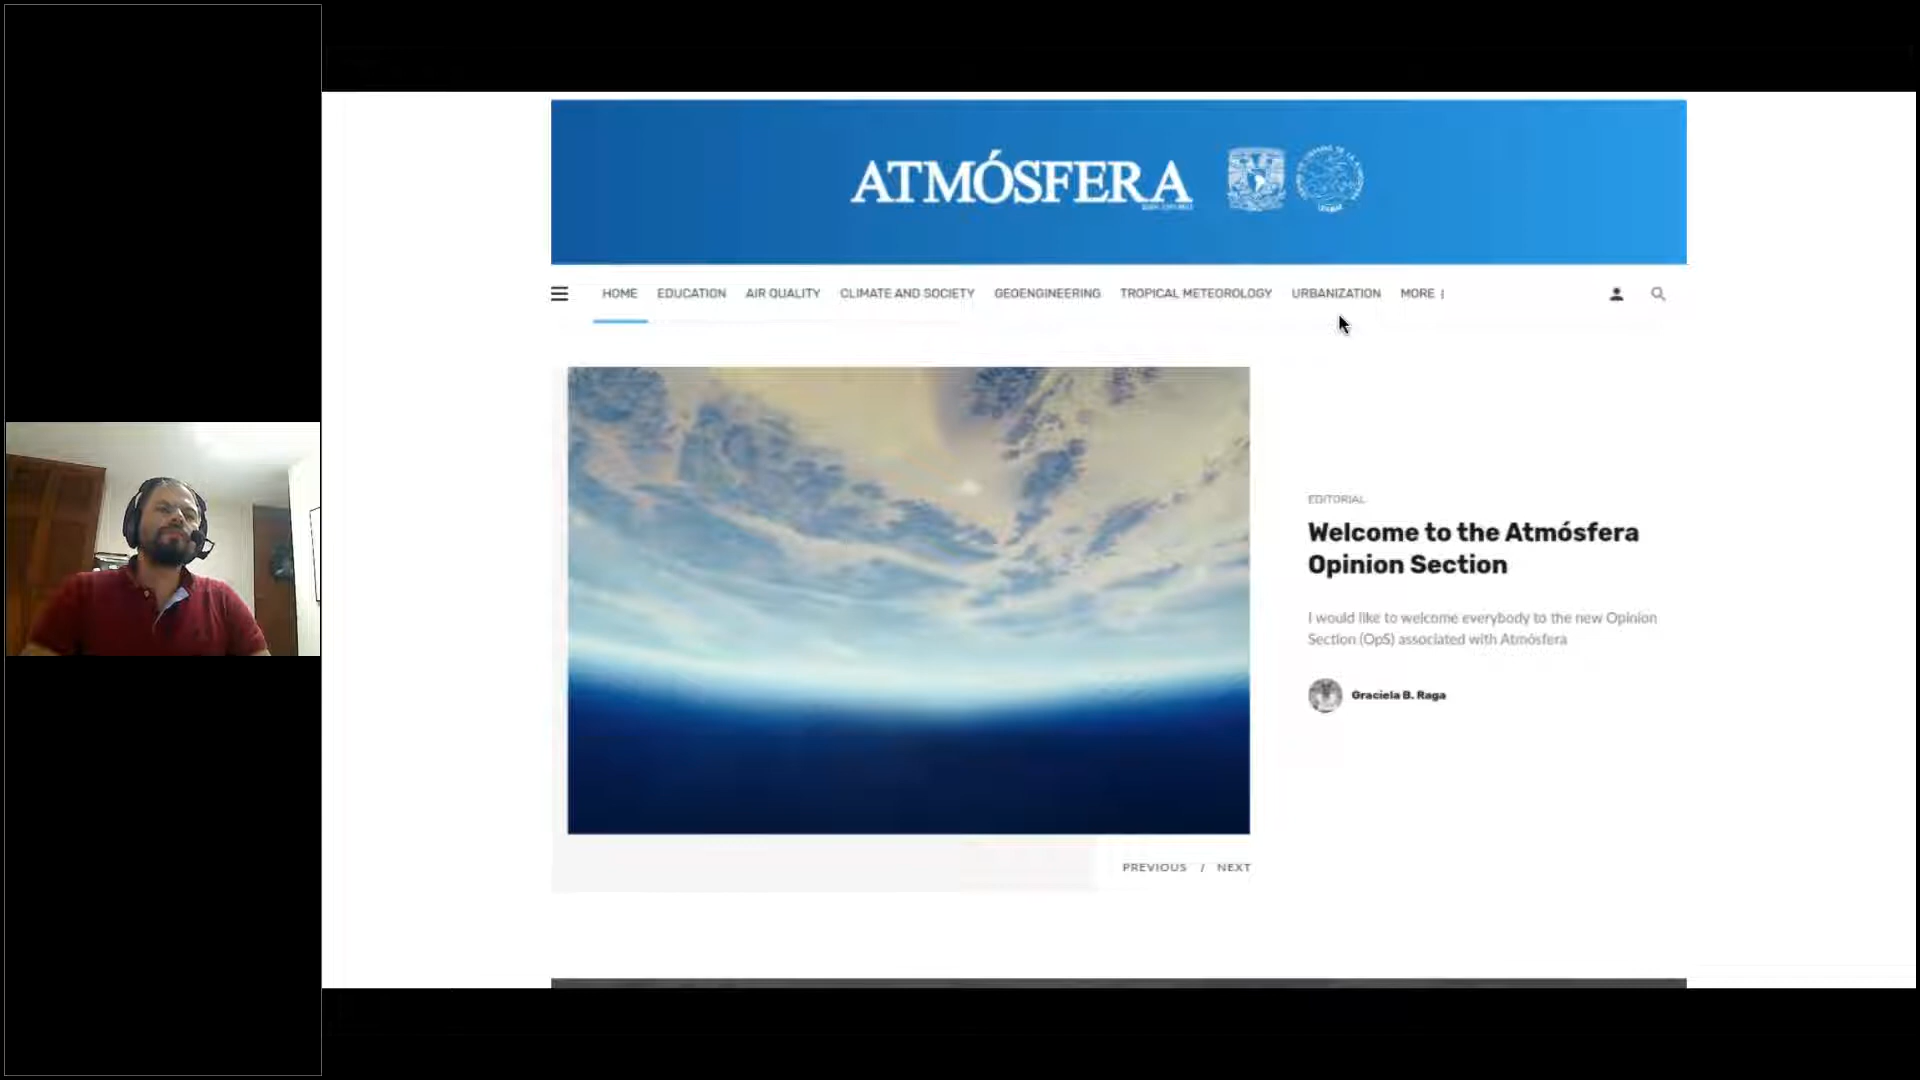 ATMÓSFERA
HOME EDUCATION AIR QUALITY CLIMATE AND SOCIETY GEOENGINEERING TROPICAL METEOROLOGY URBANIZATION MORE
EDITORIAL
Welcome to the Atmósfera
Opinion Section
I would like to welcome everybody to the new Opinion
Section (OpS) associated with Atmósfera
Graciela B. Raga
PREVIOUS / NEXT